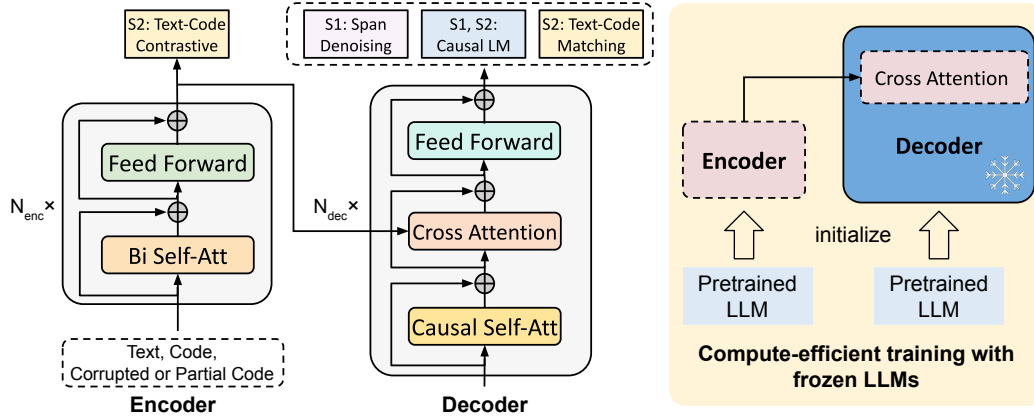 S2: Text-Code
Contrastive
N_enc×
Feed Forward
Bi Self-Att
Text, Code,
Corrupted or Partial Code
Encoder
S1: Span
Denoising
S1, S2:
Causal LM
S2: Text-Code
Matching
N_dec×
Feed Forward
Cross Attention
Causal Self-Att
Decoder
Cross Attention
Encoder
Decoder
initialize
Pretrained
LLM
Pretrained
LLM
Compute-efficient training with
frozen LLMs